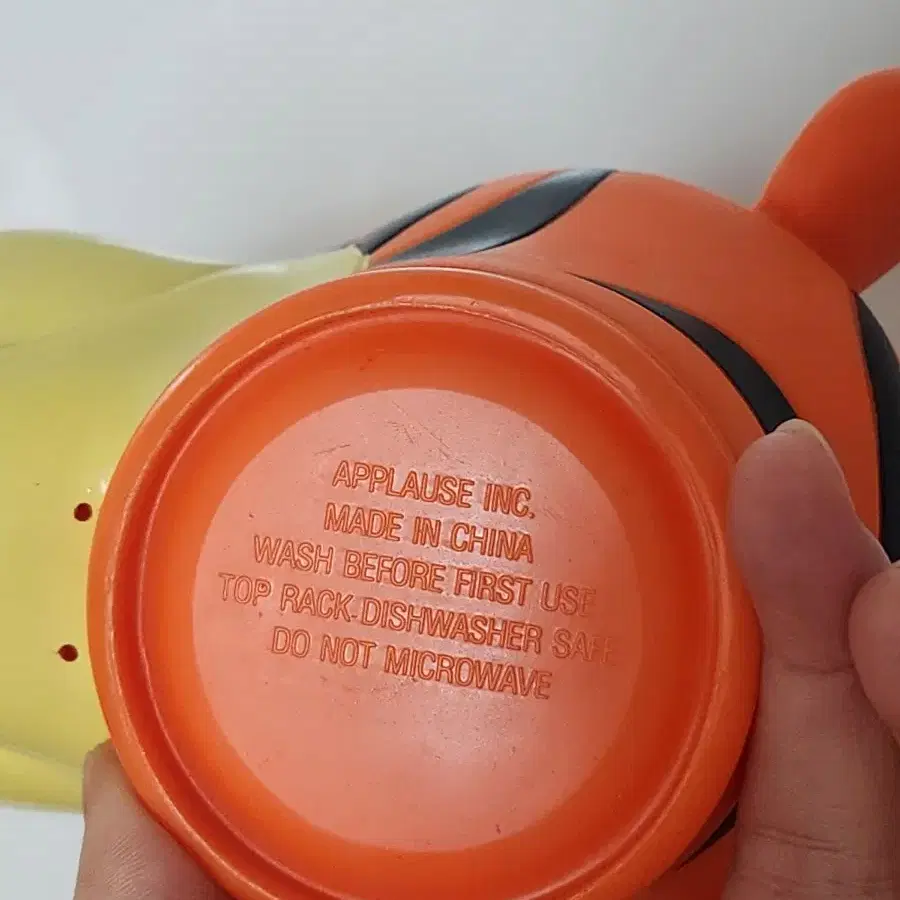 APPLAUSE INC.
MADE IN CHINA
WASH BEFORE FIRST USE
TOP RACK-DISHWASHER SAFE
DO NOT MICROWAVE